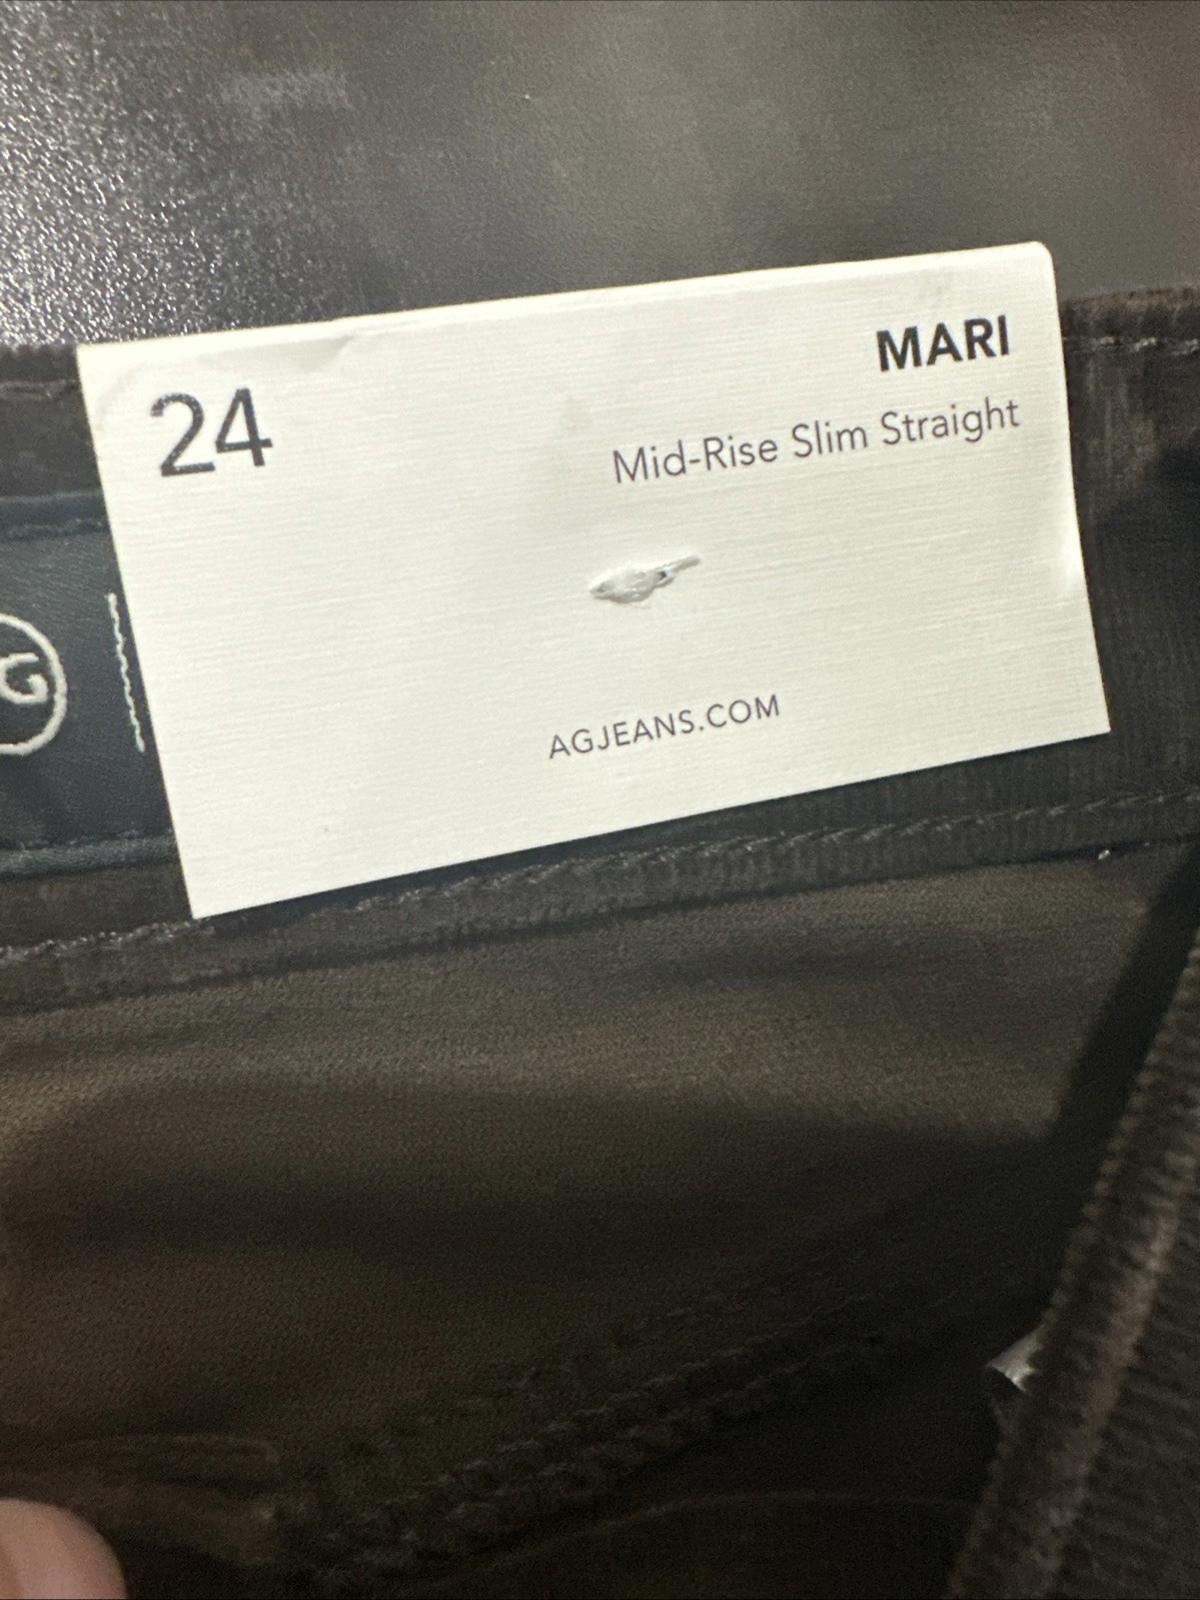 24
MARI
Mid-Rise Slim Straight
AGJEANS.COM
G